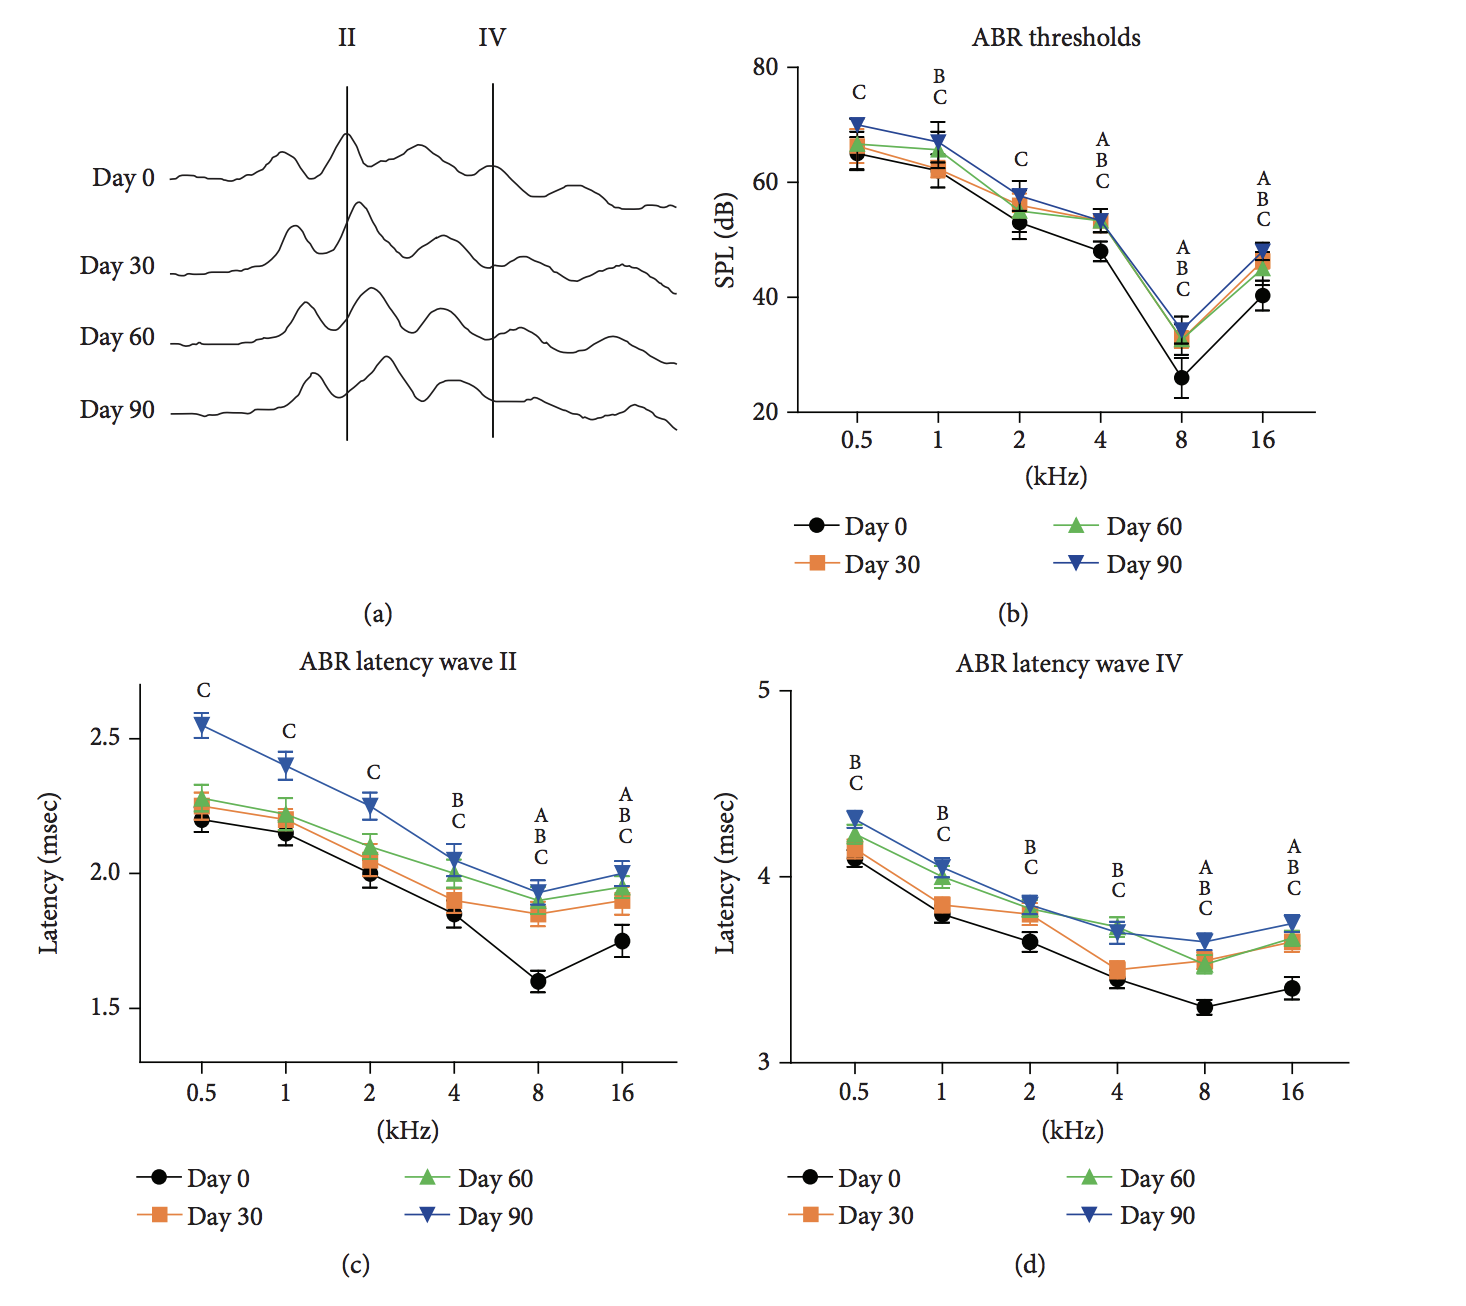 II IV
Day 0
Day 30
Day 60
Day 90
(a)
ABR thresholds
80
60
40
20
SPL (dB)
C
B
C
C
A
B
C
A
B
C
A
B
C
0.5 1 2 4 8 16
(kHz)
Day 0 Day 60
Day 30 Day 90
(b)
ABR latency wave II
2.5
2.0
1.5
Latency (msec)
C
C
C
B
C
A
B
C
A
B
C
0.5 1 2 4 8 16
(kHz)
Day 0 Day 60
Day 30 Day 90
(c)
ABR latency wave IV
5
4
3
Latency (msec)
B
C
B
C
B
C
B
C
A
B
C
A
B
C
0.5 1 2 4 8 16
(kHz)
Day 0 Day 60
Day 30 Day 90
(d)